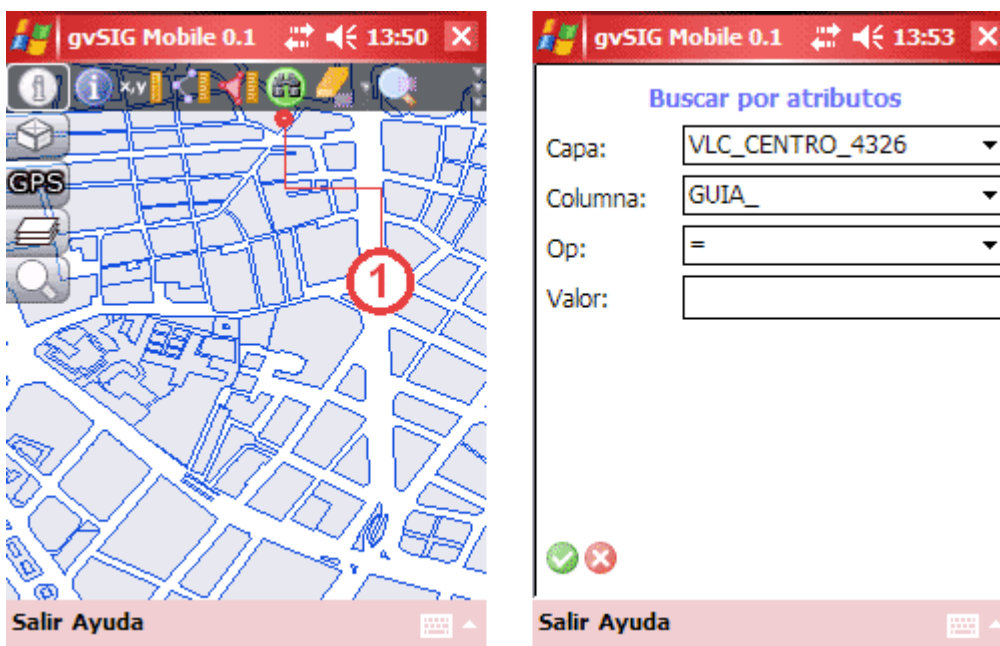 gvSIG Mobile 0.1 13:50
x,y
GPS
1
Salir Ayuda
gvSIG Mobile 0.1 13:53
Buscar por atributos
Capa: VLC_CENTRO_4326
Columna: GUIA_
Op: =
Valor:
Salir Ayuda